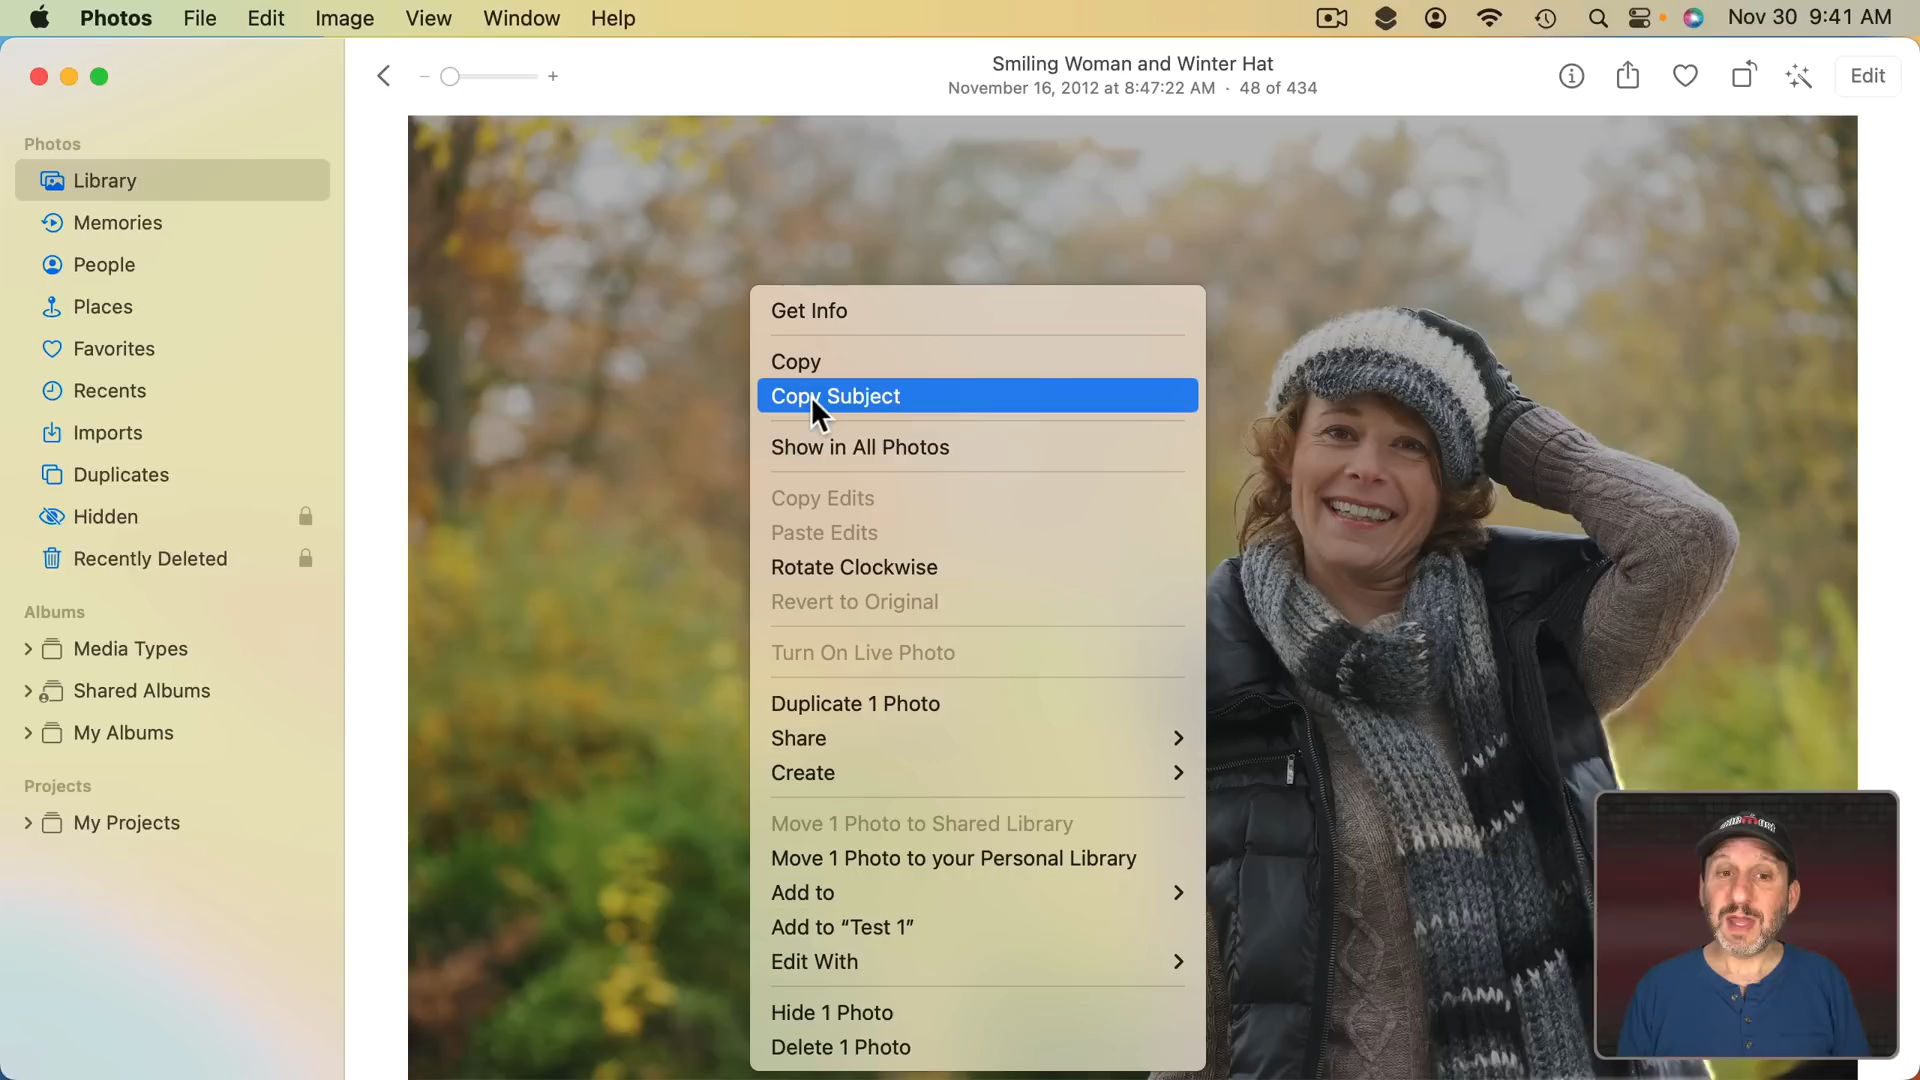 Photos File Edit Image View Window Help Nov 30 9:41 AM
Smiling Woman and Winter Hat
November 16, 2012 at 8:47:22 AM · 48 of 434
Edit
Photos
Library
Memories
People
Places
Favorites
Recents
Imports
Duplicates
Hidden
Recently Deleted
Albums
Media Types
Shared Albums
My Albums
Projects
My Projects
Get Info
Copy
Copy Subject
Show in All Photos
Copy Edits
Paste Edits
Rotate Clockwise
Revert to Original
Turn On Live Photo
Duplicate 1 Photo
Share
Create
Move 1 Photo to Shared Library
Move 1 Photo to your Personal Library
Add to
Add to “Test 1”
Edit With
Hide 1 Photo
Delete 1 Photo